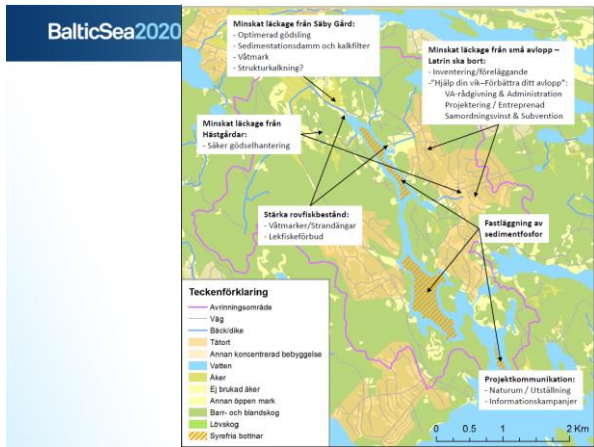 BalticSea2020
Minskat läckage från Säby Gård:
- Optimerad gödsling
- Sedimentationsdamm och kalkfilter
- Våtmark
- Strukturkalkning?
Minskat läckage från små avlopp –
Latrin ska bort:
- Inventering/föreläggande
-"Hjälp din vik–Förbättra ditt avlopp":
VA-rådgivning & Administration
Projektering / Entreprenad
Samordningsvinst & Subvention
Minskat läckage från
Hästgårdar:
- Säker gödselhantering
Stärka rovfiskbestånd:
- Våtmarker/Strandängar
- Lekfiskeförbud
Fastläggning av
sedimentfosfor
Teckenförklaring
Avrinningsområde
Väg
Bäck/dike
Tätort
Annan koncentrerad bebyggelse
Vatten
Åker
Ej brukad åker
Annan öppen mark
Barr- och blandskog
Lövskog
Syrefria bottnar
Projektkommunikation:
- Naturum / Utställning
- Informationskampanjer
0 0.5 1 2 Km